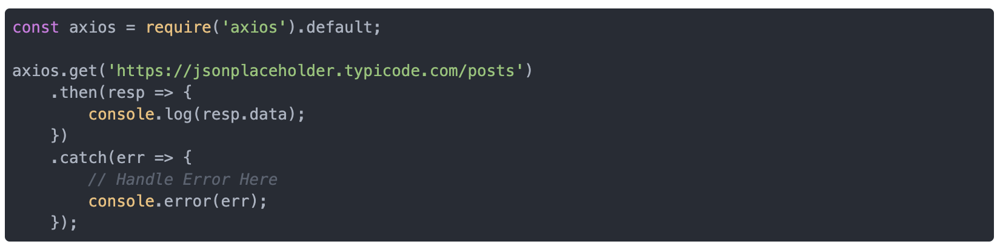 const axios = require('axios').default;

axios.get('https://jsonplaceholder.typicode.com/posts')
    .then(resp => {
        console.log(resp.data);
    })
    .catch(err => {
        // Handle Error Here
        console.error(err);
    });